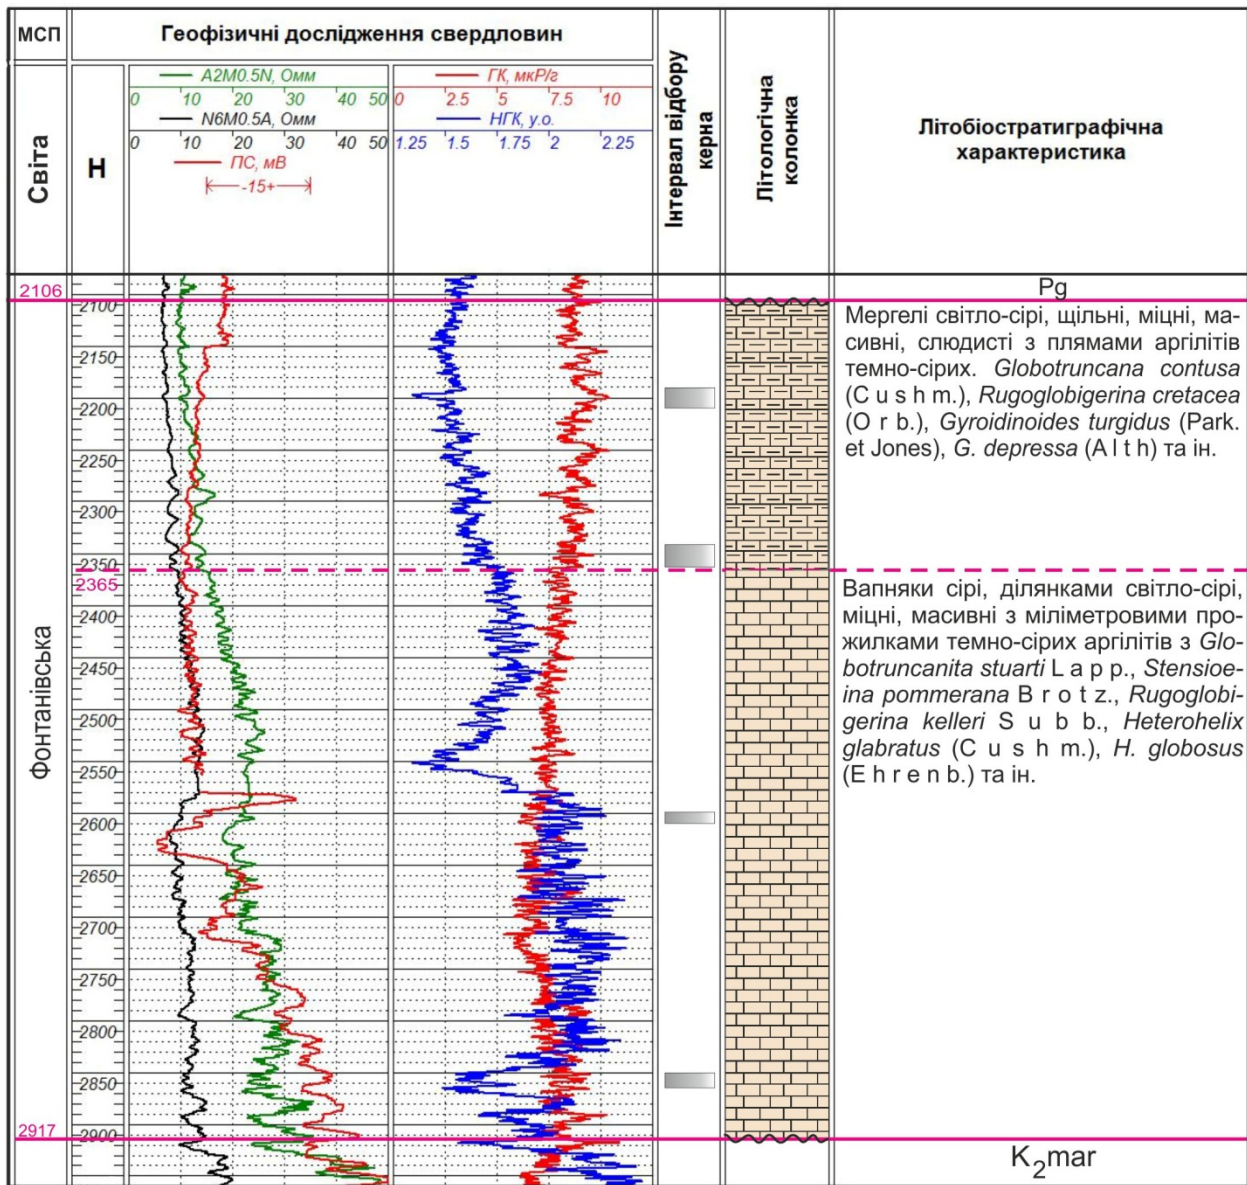 МСП
Геофізичні дослідження свердловин
Світа
Н
A2M0.5N, Омм
0 10 20 30 40 50
N6M0.5A, Омм
0 10 20 30 40 50
ПС, мВ
-15+
ГК, мкР/г
0 2.5 5 7.5 10
НГК, у.о.
1.25 1.5 1.75 2 2.25
Інтервал відбору
керна
Літологічна
колонка
Літобіостратиграфічна
характеристика
2106
Pg
2100
Мергелі світло-сірі, щільні, міцні, ма-
сивні, слюдисті з плямами аргілітів
темно-сірих. Globotruncana contusa
(C u s h m.), Rugoglobigerina cretacea
(O r b.), Gyroidinoides turgidus (Park.
et Jones), G. depressa (A l t h) та ін.
2150
2200
2250
2300
2350
2365
Вапняки сірі, ділянками світло-сірі,
міцні, масивні з міліметровими про-
жилками темно-сірих аргілітів з Glo-
botruncanita stuarti L a p p., Stensioe-
ina pommerana B r o t z., Rugoglobi-
gerina kelleri S u b b., Heterohelix
glabratus (C u s h m.), H. globosus
(E h r e n b.) та ін.
Фонтанівська
2400
2450
2500
2550
2600
2650
2700
2750
2800
2850
2917
2900
K2mar